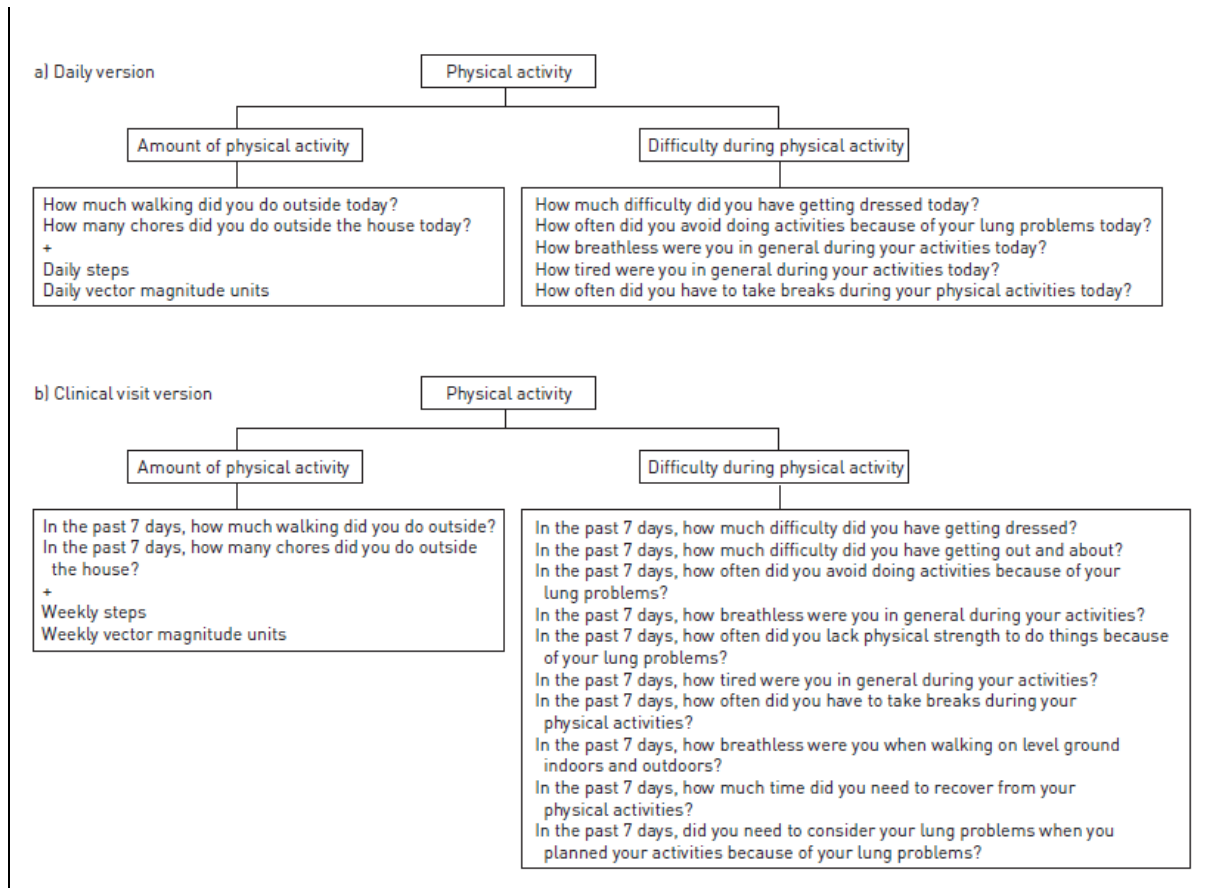 a) Daily version
Physical activity
Amount of physical activity
Difficulty during physical activity
How much walking did you do outside today?
How many chores did you do outside the house today?
+
Daily steps
Daily vector magnitude units
How much difficulty did you have getting dressed today?
How often did you avoid doing activities because of your lung problems today?
How breathless were you in general during your activities today?
How tired were you in general during your activities today?
How often did you have to take breaks during your physical activities today?
b) Clinical visit version
Physical activity
Amount of physical activity
Difficulty during physical activity
In the past 7 days, how much walking did you do outside?
In the past 7 days, how many chores did you do outside
the house?
+
Weekly steps
Weekly vector magnitude units
In the past 7 days, how much difficulty did you have getting dressed?
In the past 7 days, how much difficulty did you have getting out and about?
In the past 7 days, how often did you avoid doing activities because of your
lung problems?
In the past 7 days, how breathless were you in general during your activities?
In the past 7 days, how often did you lack physical strength to do things because
of your lung problems?
In the past 7 days, how tired were you in general during your activities?
In the past 7 days, how often did you have to take breaks during your
physical activities?
In the past 7 days, how breathless were you when walking on level ground
indoors and outdoors?
In the past 7 days, how much time did you need to recover from your
physical activities?
In the past 7 days, did you need to consider your lung problems when you
planned your activities because of your lung problems?